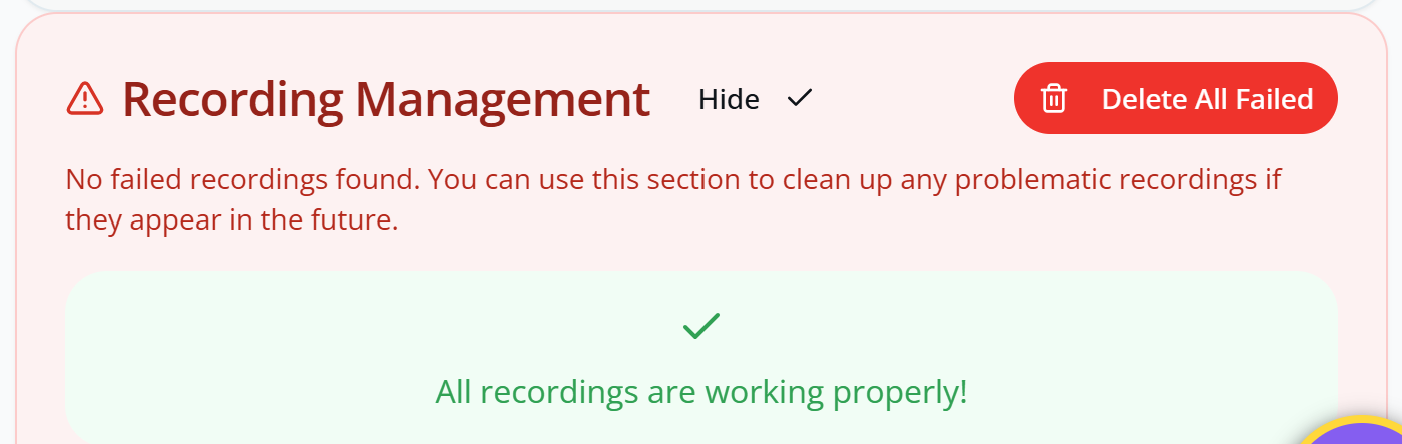 Recording Management
Hide
Delete All Failed
No failed recordings found. You can use this section to clean up any problematic recordings if
they appear in the future.
All recordings are working properly!